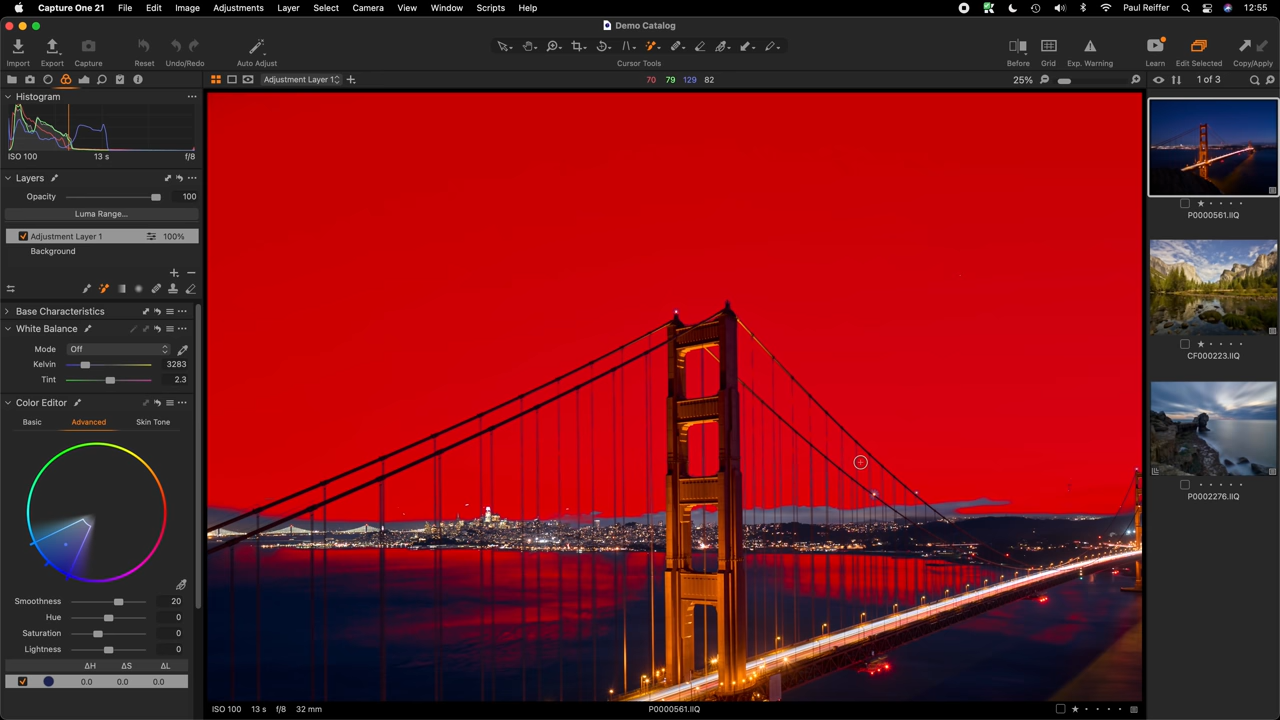 Capture One 21 File Edit Image Adjustments Layer Select Camera View Window Scripts Help Paul Reiffer 12:55
Demo Catalog
Import Export Capture Reset Undo/Redo Auto Adjust Cursor Tools Before Grid Exp. Warning Learn Edit Selected Copy/Apply
Adjustment Layer 1 70 79 129 82 25% 1 of 3
Histogram
ISO 100 13 s f/8
Layers
Opacity 100
Luma Range...
Adjustment Layer 1 100%
Background
Base Characteristics
White Balance
Mode Off
Kelvin 3283
Tint 2.3
Color Editor
Basic Advanced Skin Tone
Smoothness 20
Hue 0
Saturation 0
Lightness 0
ΔH ΔS ΔL
0.0 0.0 0.0
ISO 100 13 s f/8 32 mm P0000561.IIQ
P0000561.IIQ
CF000223.IIQ
P0002276.IIQ